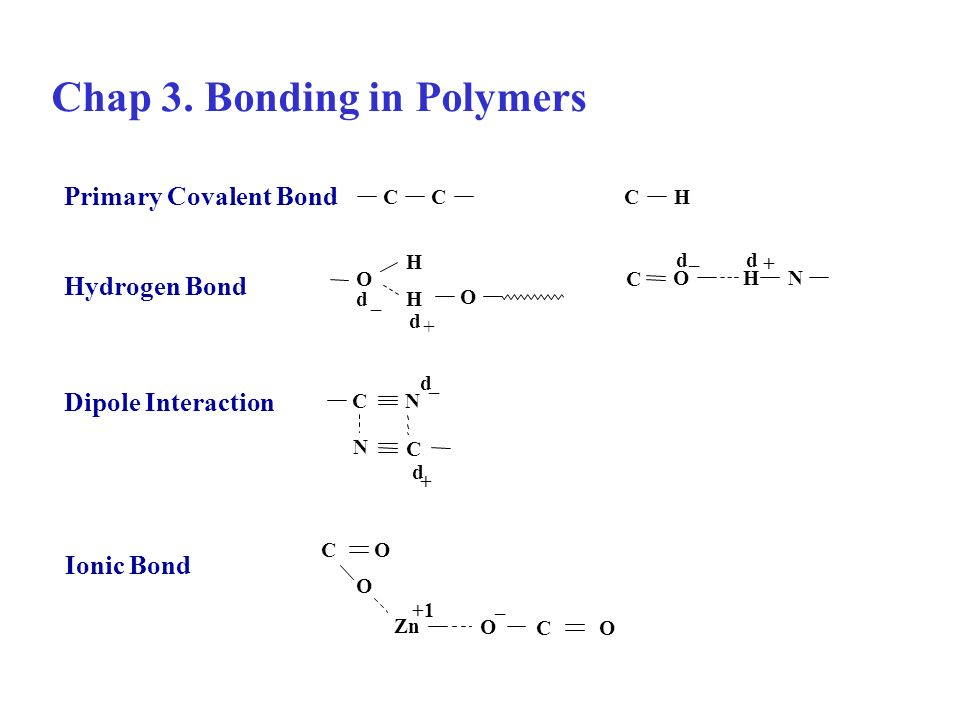 Chap 3. Bonding in Polymers
Primary Covalent Bond — C — C — C — H
H
d – d +
Hydrogen Bond — O C = O — --- H — N —
d – H — O —
d +
d –
Dipole Interaction — C ≡ N
N ≡ C —
d +
C = O
Ionic Bond
O
+1 –
Zn — --- O — C = O